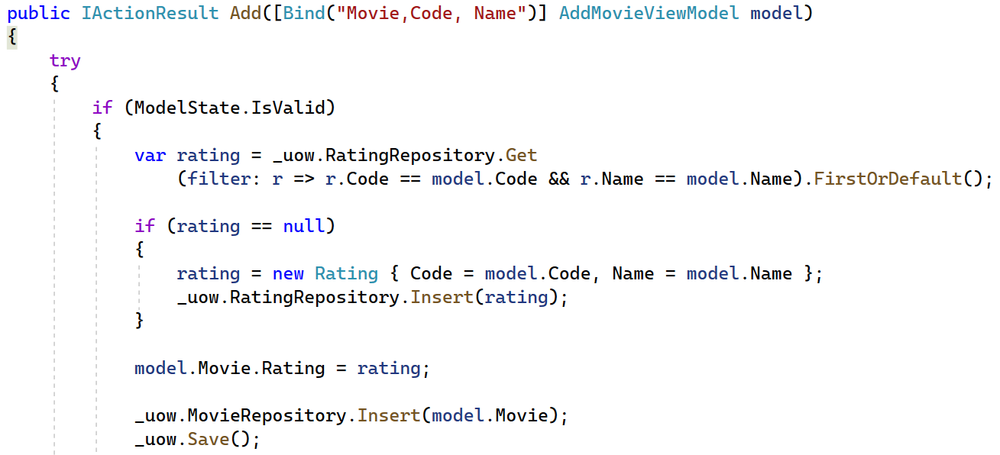 public IActionResult Add([Bind("Movie,Code, Name")] AddMovieViewModel model)
{
    try
    {
        if (ModelState.IsValid)
        {
            var rating = _uow.RatingRepository.Get
                (filter: r => r.Code == model.Code && r.Name == model.Name).FirstOrDefault();

            if (rating == null)
            {
                rating = new Rating { Code = model.Code, Name = model.Name };
                _uow.RatingRepository.Insert(rating);
            }

            model.Movie.Rating = rating;

            _uow.MovieRepository.Insert(model.Movie);
            _uow.Save();